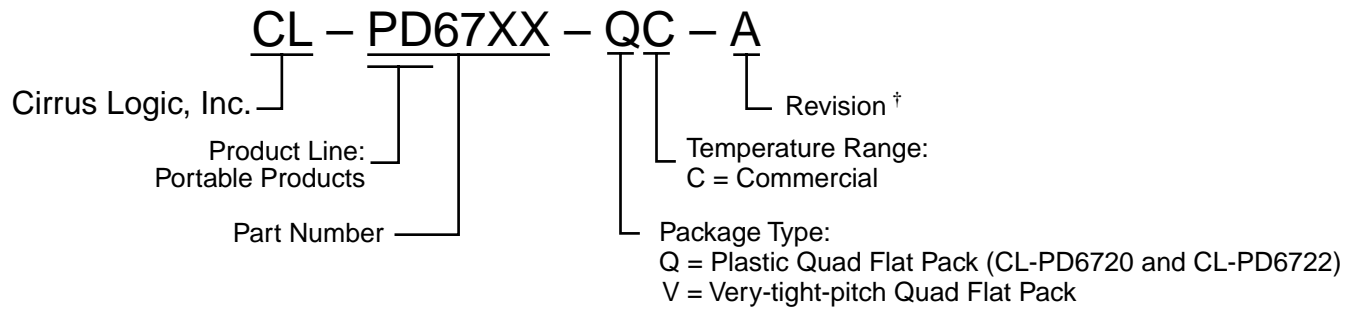 CL – PD67XX – QC – A
Cirrus Logic, Inc.
Revision †
Product Line:
Portable Products
Temperature Range:
C = Commercial
Part Number
Package Type:
Q = Plastic Quad Flat Pack (CL-PD6720 and CL-PD6722)
V = Very-tight-pitch Quad Flat Pack